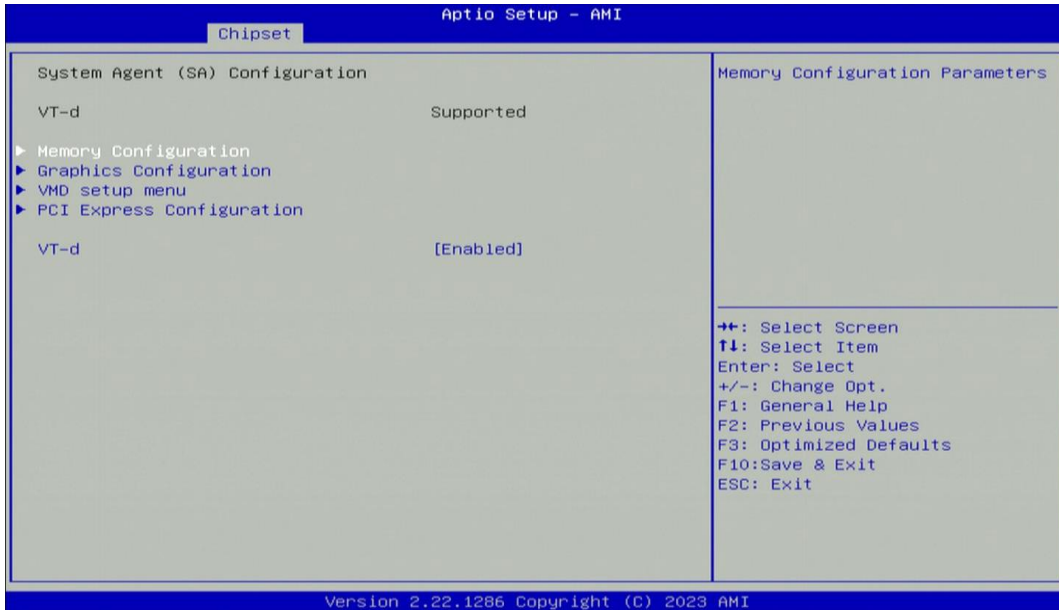 Aptio Setup – AMI
Chipset
System Agent (SA) Configuration
VT-d Supported
► Memory Configuration
► Graphics Configuration
► VMD setup menu
► PCI Express Configuration
VT-d [Enabled]
Memory Configuration Parameters
→←: Select Screen
↑↓: Select Item
Enter: Select
+/-: Change Opt.
F1: General Help
F2: Previous Values
F3: Optimized Defaults
F10:Save & Exit
ESC: Exit
Version 2.22.1286 Copyright (C) 2023 AMI